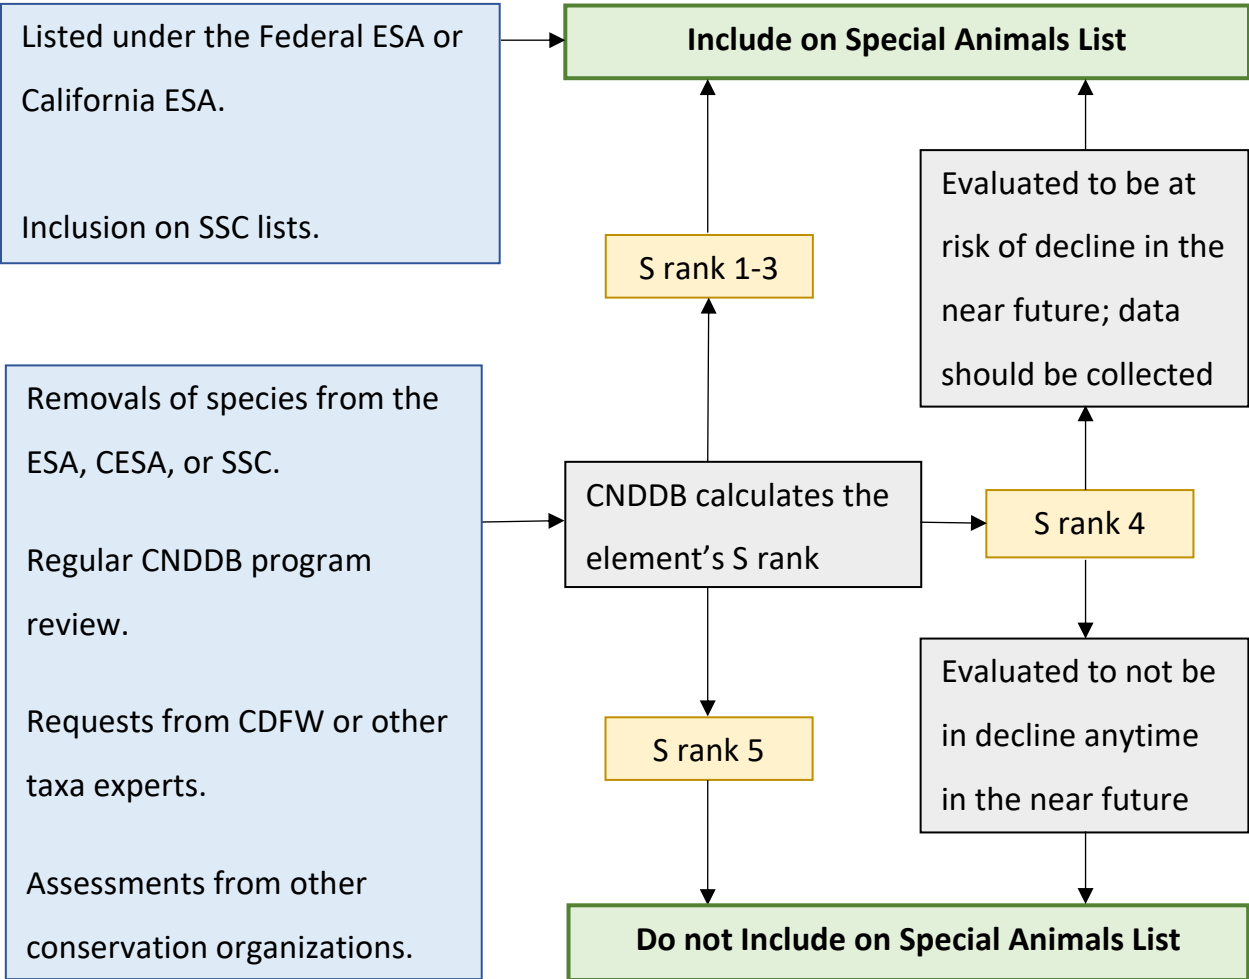 Listed under the Federal ESA or
California ESA.
Inclusion on SSC lists.
Include on Special Animals List
S rank 1-3
Evaluated to be at
risk of decline in the
near future; data
should be collected
Removals of species from the
ESA, CESA, or SSC.
Regular CNDDB program
review.
Requests from CDFW or other
taxa experts.
Assessments from other
conservation organizations.
CNDDB calculates the
element’s S rank
S rank 4
S rank 5
Evaluated to not be
in decline anytime
in the near future
Do not Include on Special Animals List